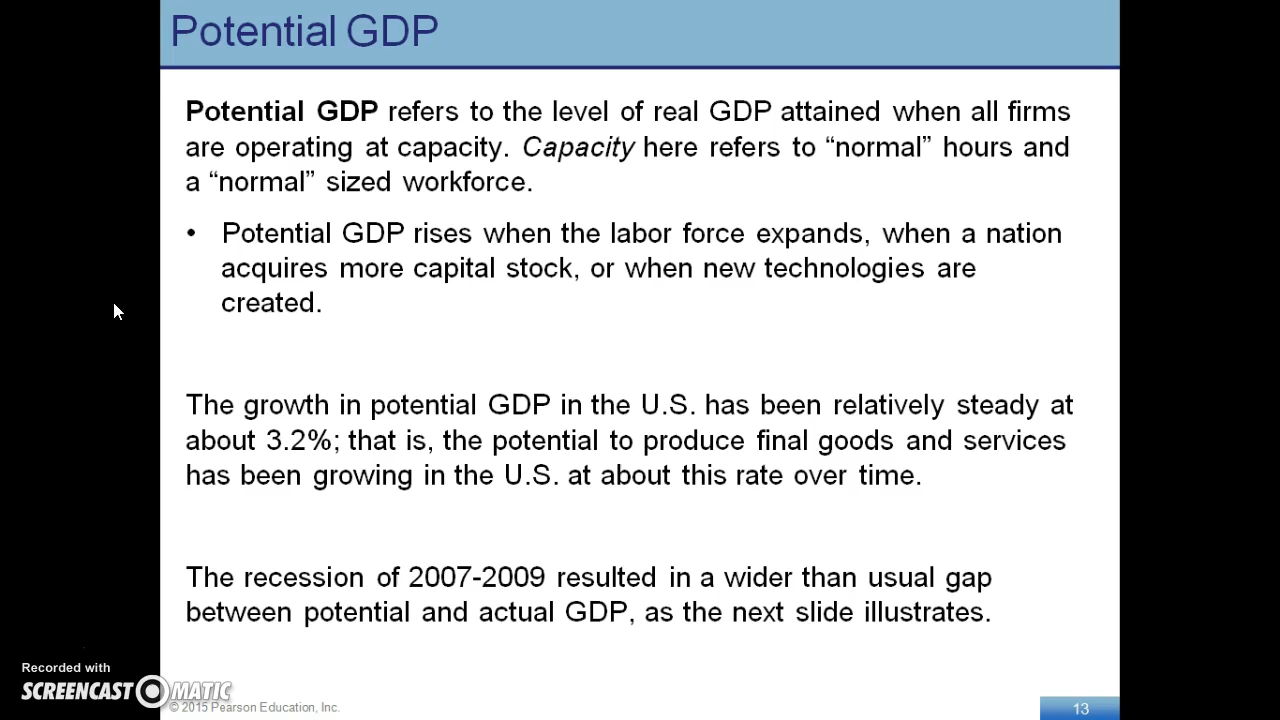 Potential GDP
Potential GDP refers to the level of real GDP attained when all firms
are operating at capacity. Capacity here refers to “normal” hours and
a “normal” sized workforce.
• Potential GDP rises when the labor force expands, when a nation
acquires more capital stock, or when new technologies are
created.
The growth in potential GDP in the U.S. has been relatively steady at
about 3.2%; that is, the potential to produce final goods and services
has been growing in the U.S. at about this rate over time.
The recession of 2007-2009 resulted in a wider than usual gap
between potential and actual GDP, as the next slide illustrates.
Recorded with
SCREENCAST MATIC
© 2015 Pearson Education, Inc.
13